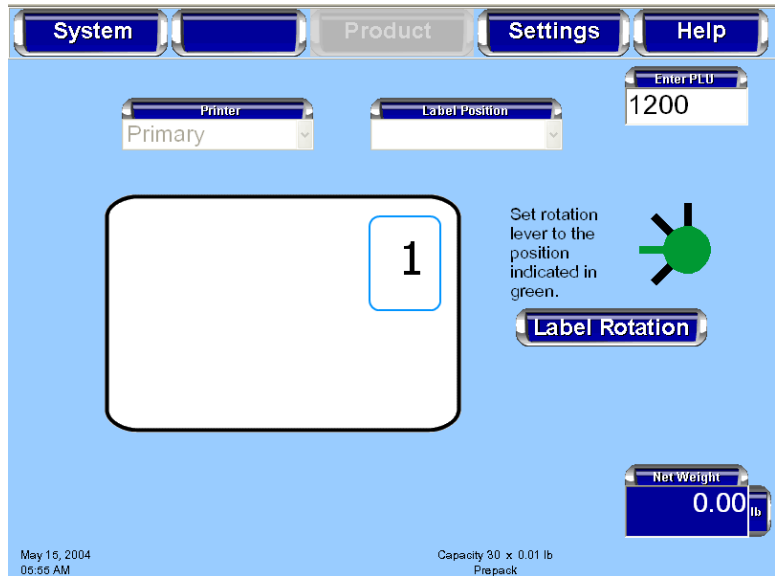 System
Product
Settings
Help
Enter PLU
1200
Printer
Primary
Label Position
1
Set rotation
lever to the
position
indicated in
green.
Label Rotation
Net Weight
0.00
lb
May 15, 2004
05:55 AM
Capacity 30 x 0.01 lb
Prepack